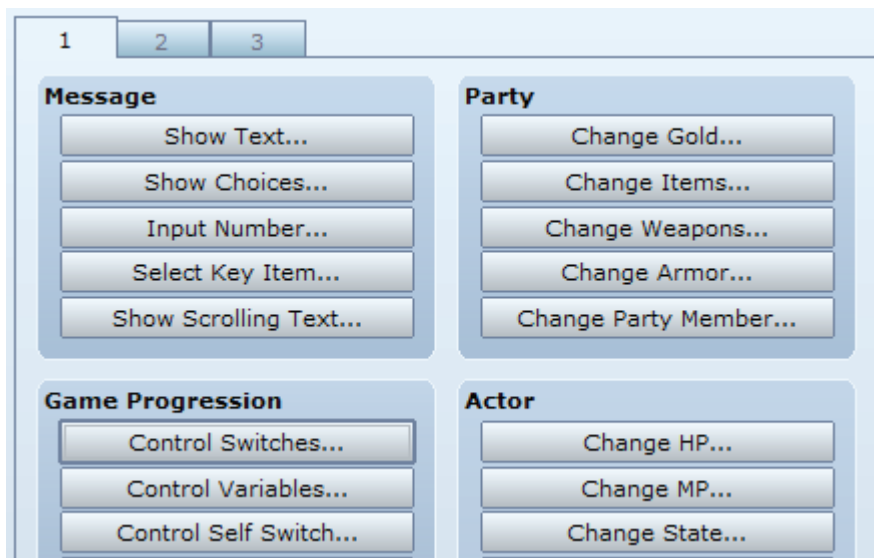 1 2 3
Message
Show Text...
Show Choices...
Input Number...
Select Key Item...
Show Scrolling Text...
Party
Change Gold...
Change Items...
Change Weapons...
Change Armor...
Change Party Member...
Game Progression
Control Switches...
Control Variables...
Control Self Switch...
Actor
Change HP...
Change MP...
Change State...